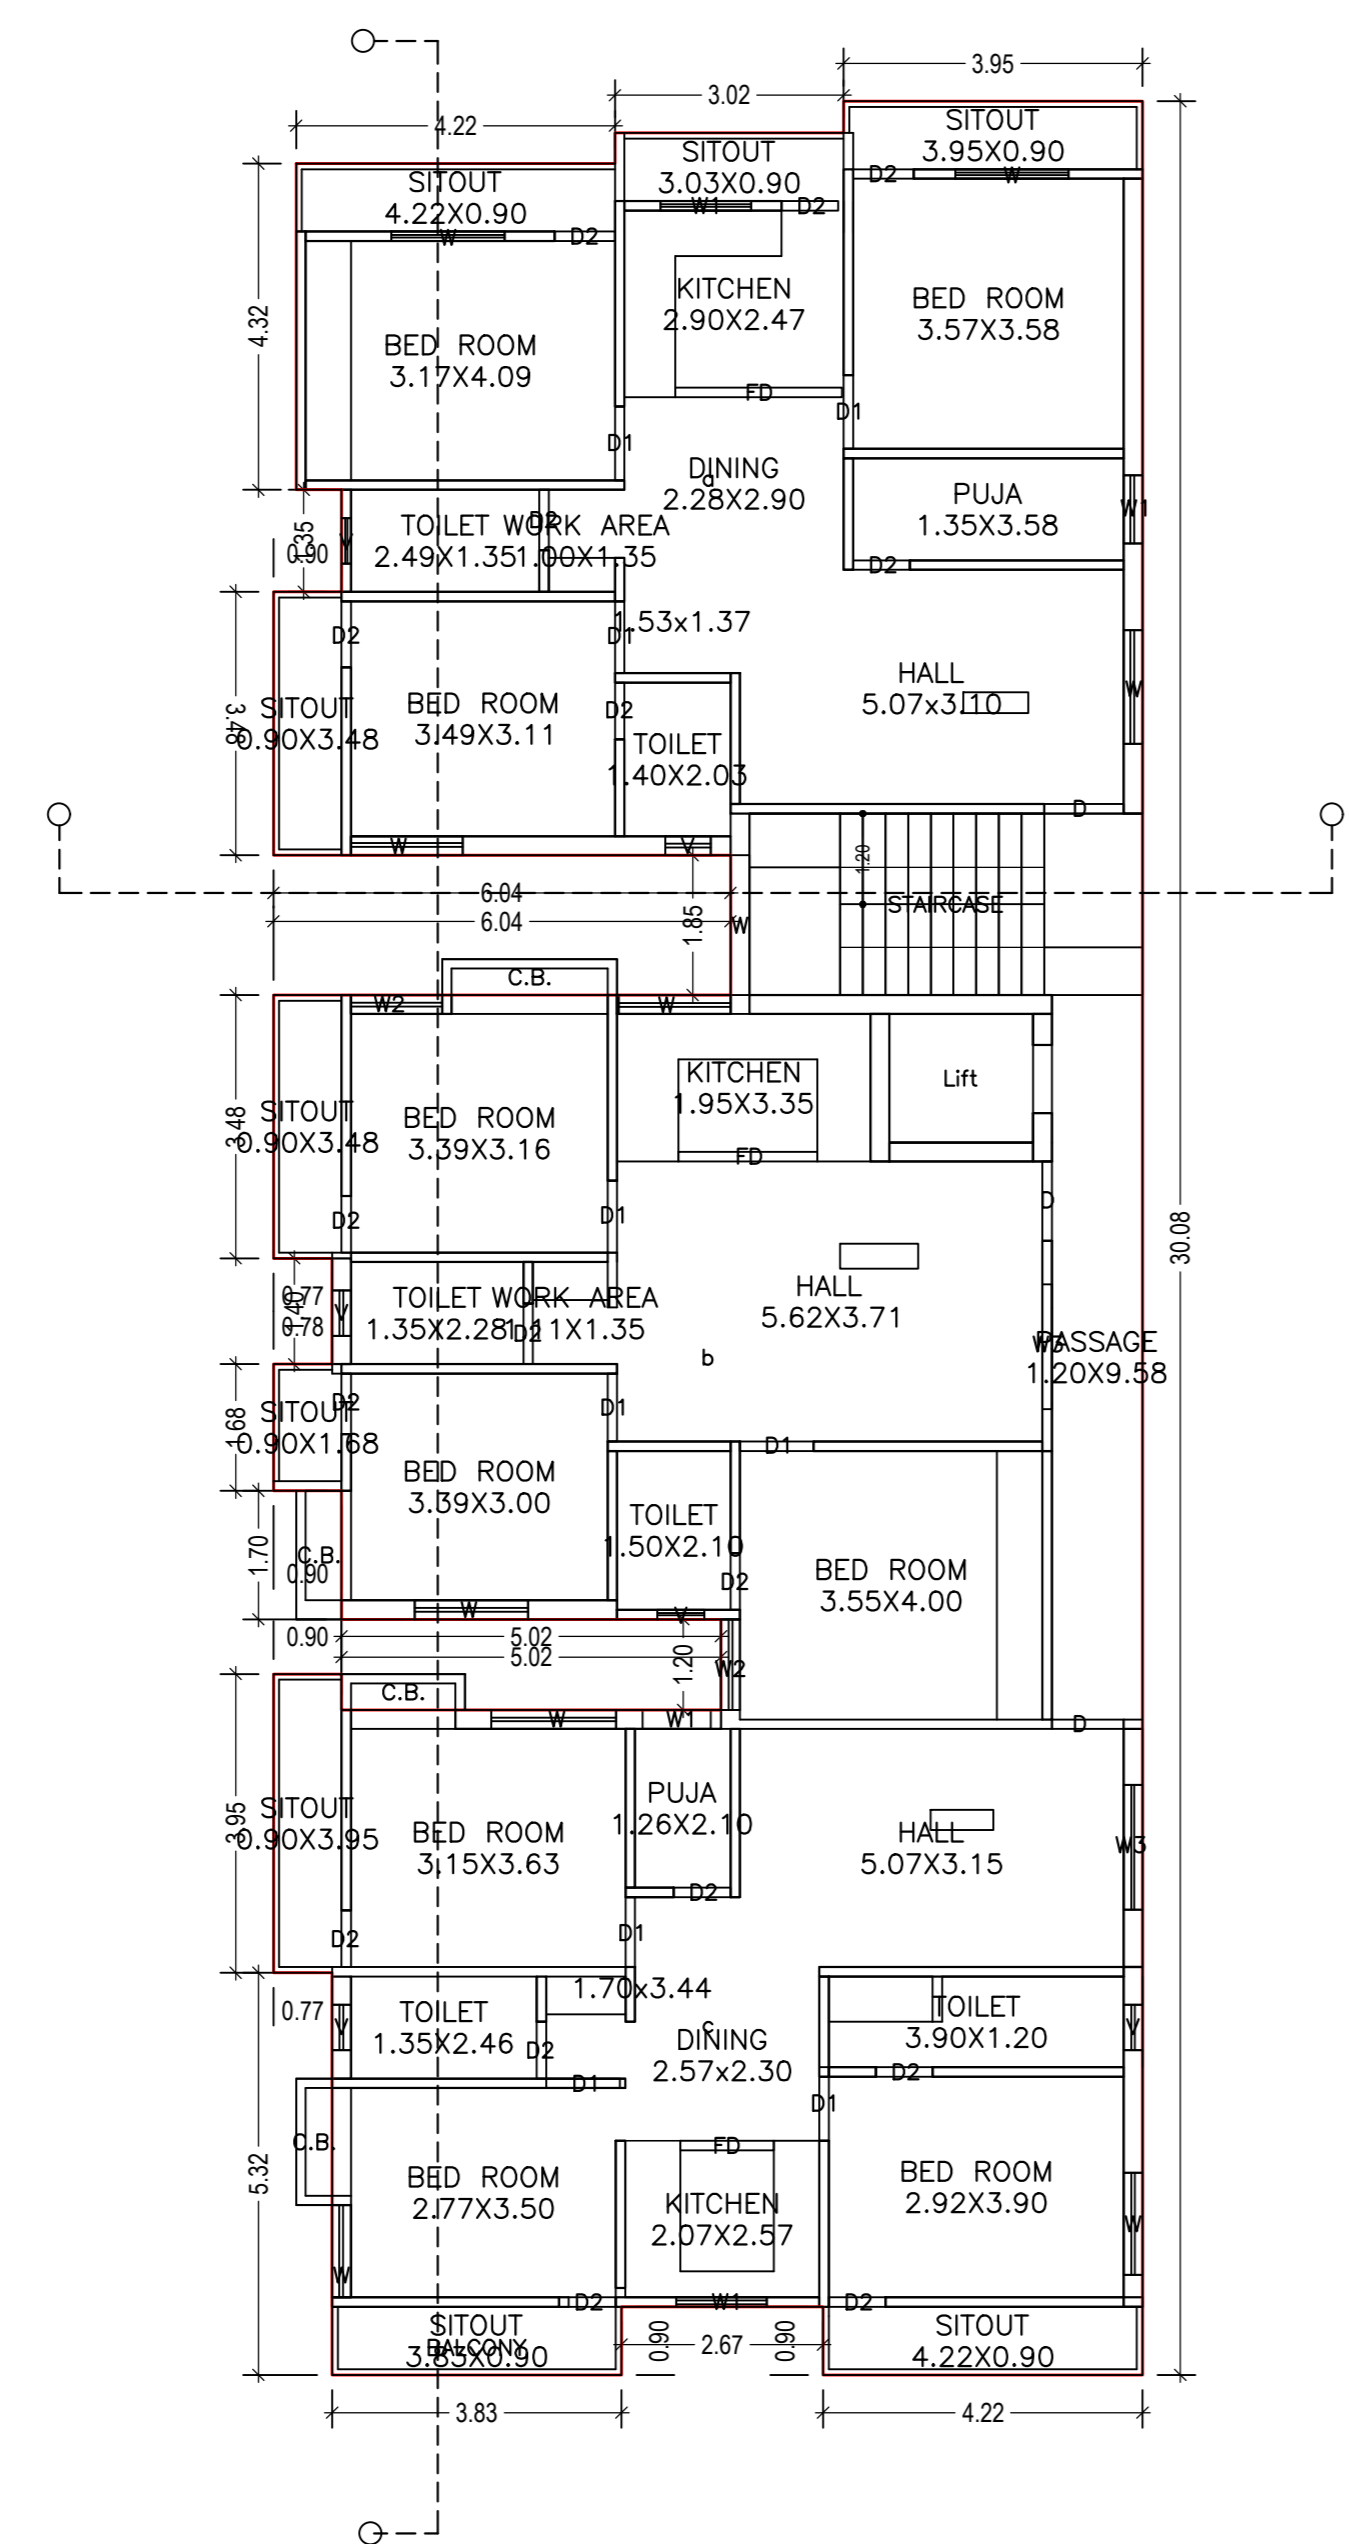 3.95
3.02
4.22
SITOUT
3.95X0.90
D2
W
SITOUT
3.03X0.90
W1
D2
SITOUT
4.22X0.90
W
D2
4.32
KITCHEN
2.90X2.47
BED ROOM
3.57X3.58
BED ROOM
3.17X4.09
FD
D1
D1
DINING
2.28X2.90
a
PUJA
1.35X3.58
W1
D2
V
0.90
1.35
TOILET
2.49X1.35
D2
WORK AREA
1.00X1.35
1.53x1.37
D2
D1
HALL
5.07x3.10
W
SITOUT
0.90X3.48
3.48
BED ROOM
3.49X3.11
D2
TOILET
1.40X2.03
D
W
V
1.20
STAIRCASE
6.04
6.04
1.85
W
C.B.
W2
W
KITCHEN
1.95X3.35
FD
Lift
3.48
SITOUT
0.90X3.48
BED ROOM
3.39X3.16
D2
D1
D
30.08
0.77
0.78
1.40
V
TOILET
1.35X2.28
D2
WORK AREA
1.11X1.35
HALL
5.62X3.71
b
W3
PASSAGE
1.20X9.58
1.68
SITOUT
0.90X1.68
D2
D1
D1
BED ROOM
3.39X3.00
TOILET
1.50X2.10
D2
BED ROOM
3.55X4.00
1.70
C.B.
0.90
W
V
0.90
5.02
5.02
1.20
W2
C.B.
W
W1
D
3.95
SITOUT
0.90X3.95
BED ROOM
3.15X3.63
PUJA
1.26X2.10
D2
HALL
5.07X3.15
W3
D2
D1
0.77
V
TOILET
1.35X2.46
D2
1.70x3.44
c
DINING
2.57x2.30
TOILET
3.90X1.20
V
D2
D1
D1
5.32
C.B.
BED ROOM
2.77X3.50
FD
KITCHEN
2.07X2.57
BED ROOM
2.92X3.90
W
W
D2
W1
D2
SITOUT
3.83X0.90
BALCONY
0.90
2.67
0.90
SITOUT
4.22X0.90
3.83
4.22